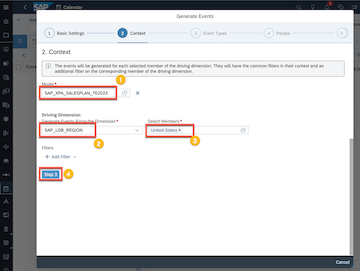 SAP Calendar
Generate Events
1 Basic Settings 2 Context 3 Event Types 4 People 5
2. Context
The events will be generated for each selected member of the driving dimension. They will have the common filters in their context and an
additional filter on the corresponding member of the driving dimension.
1
Model*
SAP_XPA_SALESPLAN_TE2023
Driving Dimension
Generate Events Along the Dimension* Select Members*
SAP_LOB_REGION United States
2 3
Filters
Add Filter
Step 3 4
Cancel